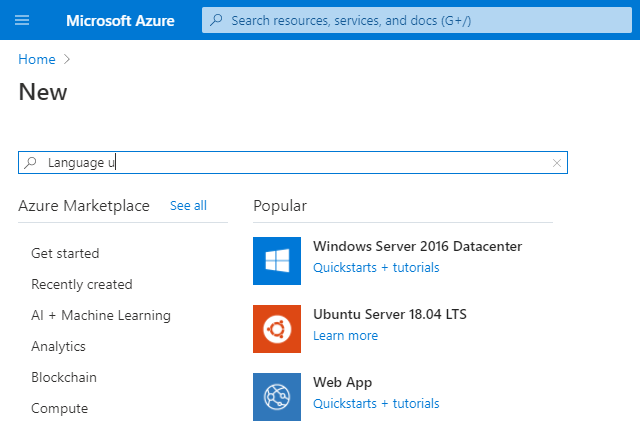 Microsoft Azure
Search resources, services, and docs (G+/)
Home
New
Language u
Azure Marketplace See all
Get started
Recently created
AI + Machine Learning
Analytics
Blockchain
Compute
Popular
Windows Server 2016 Datacenter
Quickstarts + tutorials
Ubuntu Server 18.04 LTS
Learn more
Web App
Quickstarts + tutorials